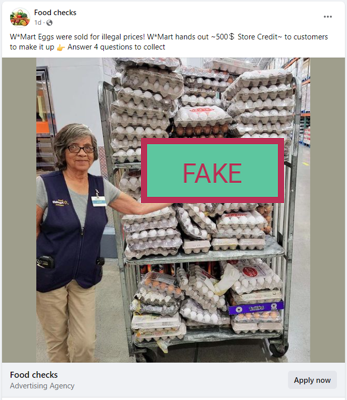 Food checks
1d
W*Mart Eggs were sold for illegal prices! W*Mart hands out ~500＄ Store Credit~ to customers
to make it up 👉 Answer 4 questions to collect
FAKE
Food checks
Advertising Agency
Apply now